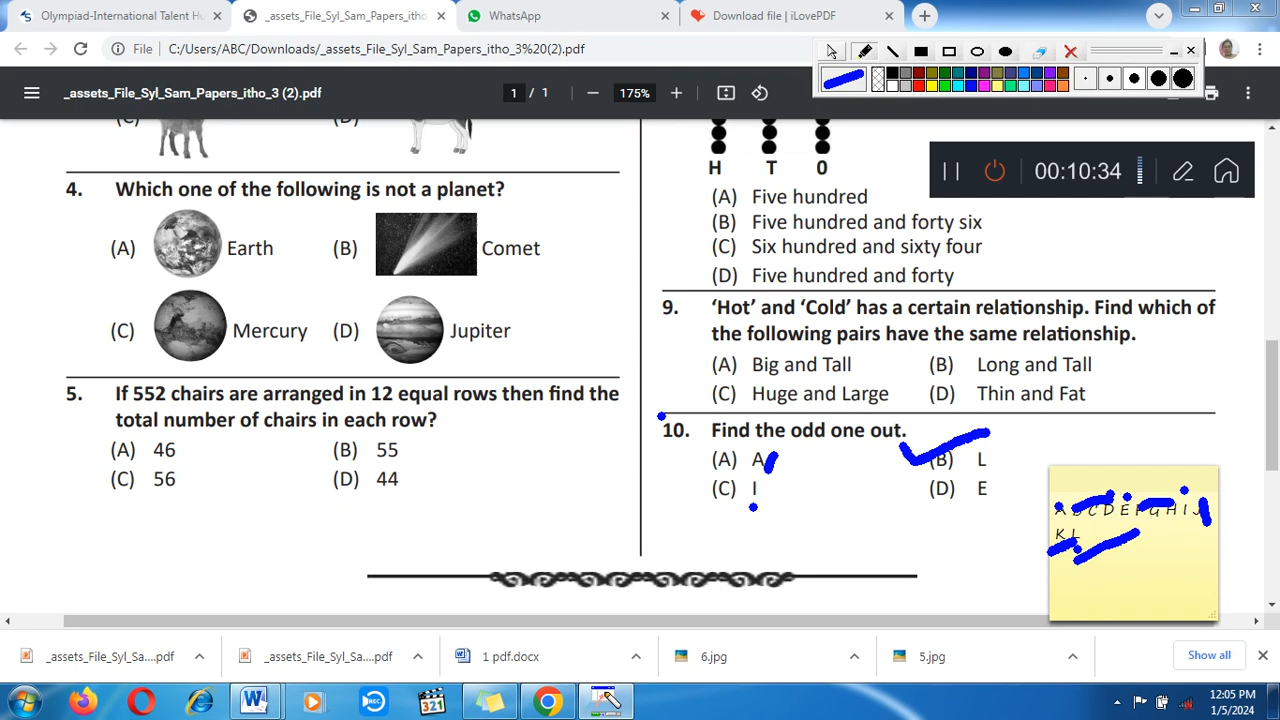 Olympiad-International Talent Hu
_assets_File_Syl_Sam_Papers_itho
WhatsApp
Download file | iLovePDF
File
C:/Users/ABC/Downloads/_assets_File_Syl_Sam_Papers_itho_3%20(2).pdf
_assets_File_Syl_Sam_Papers_itho_3 (2).pdf
1 / 1
175%
00:10:34
(C)
(D)
4. Which one of the following is not a planet?
(A) Earth (B) Comet
(C) Mercury (D) Jupiter
5. If 552 chairs are arranged in 12 equal rows then find the
total number of chairs in each row?
(A) 46 (B) 55
(C) 56 (D) 44
H T O
(A) Five hundred
(B) Five hundred and forty six
(C) Six hundred and sixty four
(D) Five hundred and forty
9. ‘Hot’ and ‘Cold’ has a certain relationship. Find which of
the following pairs have the same relationship.
(A) Big and Tall (B) Long and Tall
(C) Huge and Large (D) Thin and Fat
10. Find the odd one out.
(A) A (B) L
(C) I (D) E
A B C D E F G H I J
K L
_assets_File_Syl_Sa....pdf
_assets_File_Syl_Sa....pdf
1 pdf.docx
6.jpg
5.jpg
Show all
321
REC
12:05 PM
1/5/2024